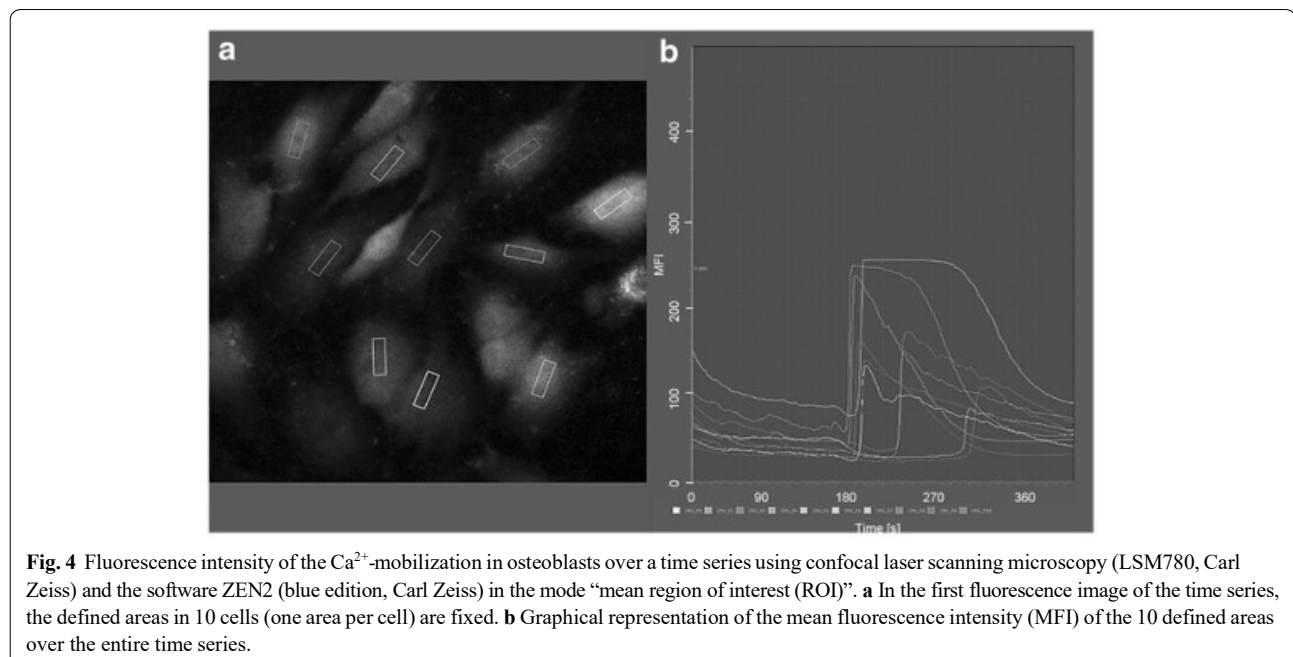 a
b
400
300
MFI
200
100
0
0 90 180 270 360
Time [s]
Fig. 4 Fluorescence intensity of the Ca²⁺-mobilization in osteoblasts over a time series using confocal laser scanning microscopy (LSM780, Carl
Zeiss) and the software ZEN2 (blue edition, Carl Zeiss) in the mode “mean region of interest (ROI)”. a In the first fluorescence image of the time series,
the defined areas in 10 cells (one area per cell) are fixed. b Graphical representation of the mean fluorescence intensity (MFI) of the 10 defined areas
over the entire time series.